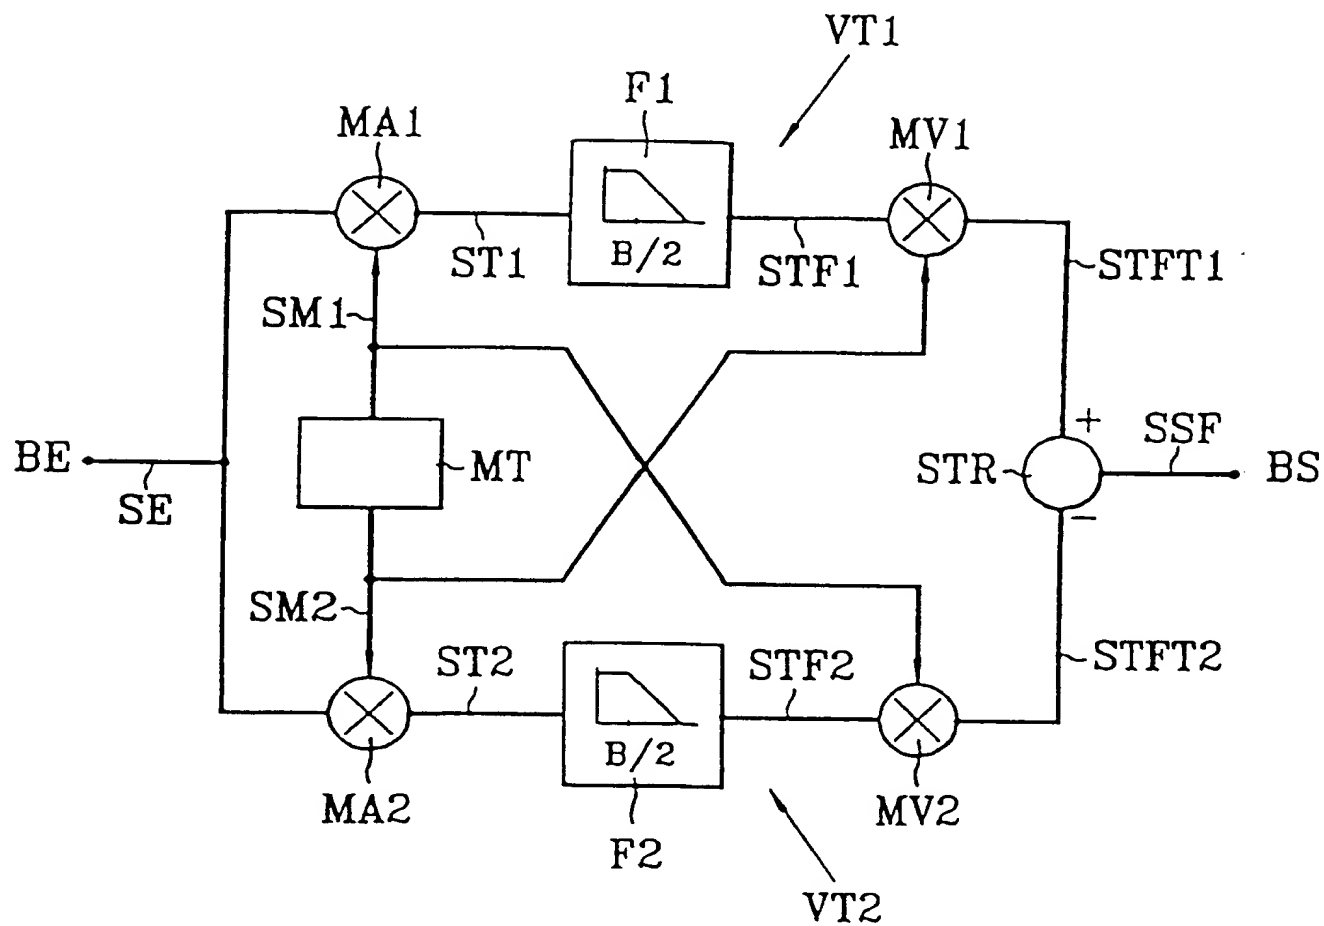 VT1
F1
MA1
MV1
B/2
ST1
STF1
STFT1
SM1
+
SSF
BE
MT
STR
BS
SE
−
SM2
ST2
STF2
STFT2
B/2
MA2
MV2
F2
VT2